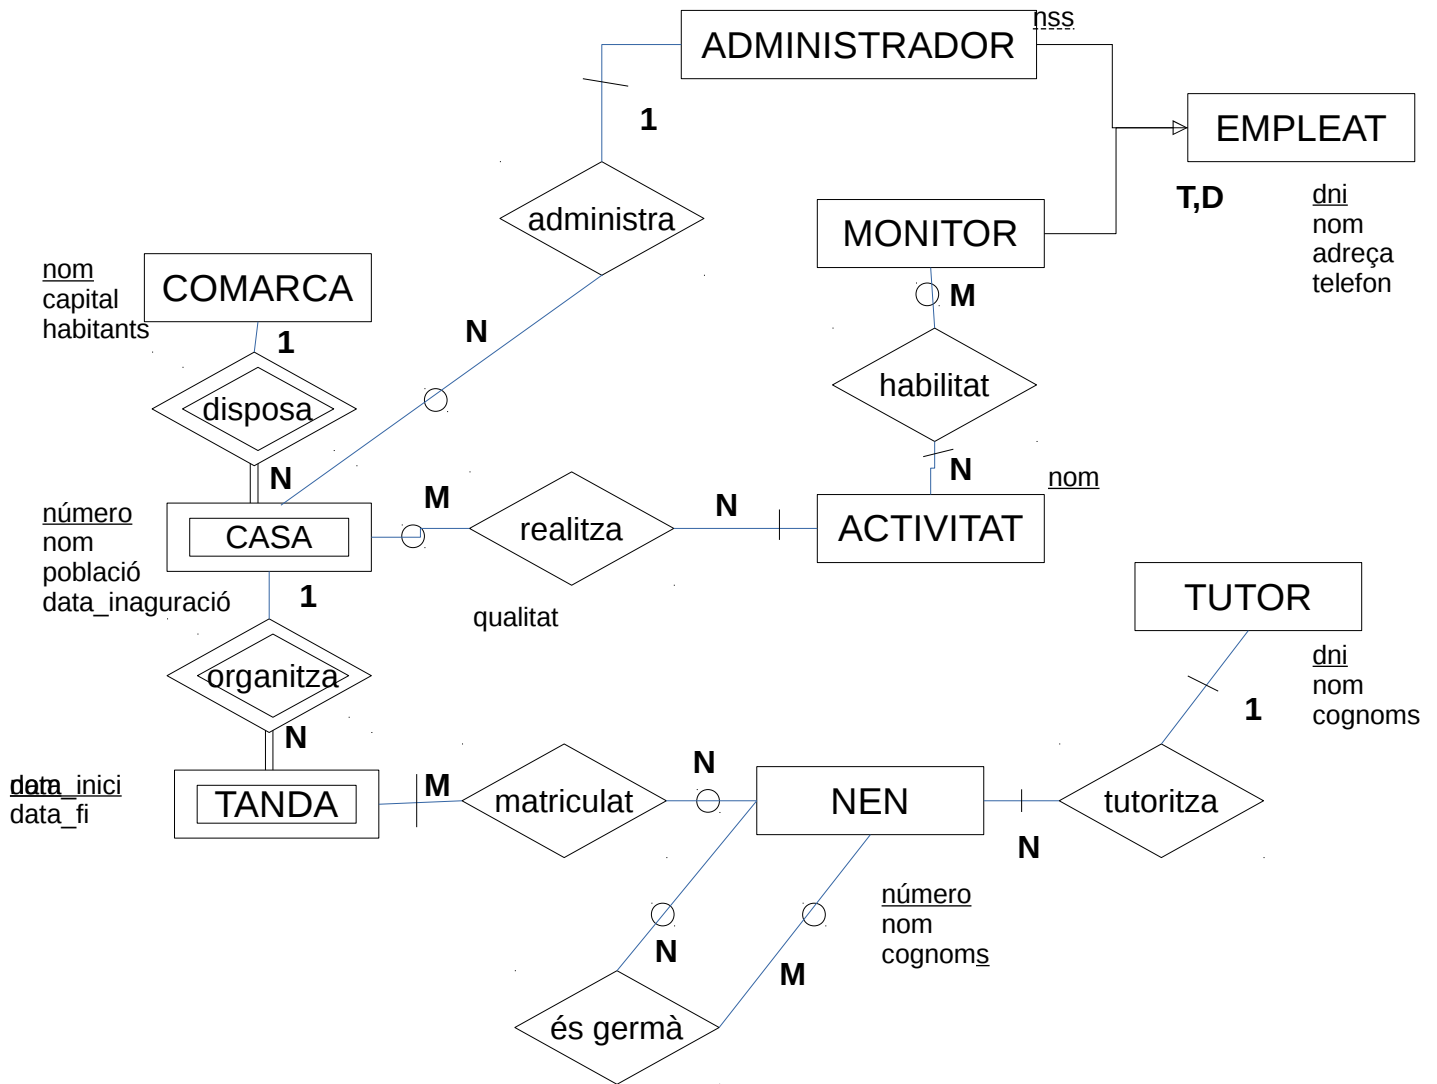 nss
ADMINISTRADOR
EMPLEAT
1
T,D
dni
nom
adreça
telefon
administra
MONITOR
nom
capital
habitants
COMARCA
1
M
N
disposa
habilitat
N
N
número
nom
població
data_inaguració
CASA
M
realitza
N
ACTIVITAT
nom
1
qualitat
TUTOR
dni
nom
cognoms
organitza
N
1
data_inici
data_fi
TANDA
M
matriculat
N
NEN
tutoritza
N
número
nom
cognoms
N
M
és germà